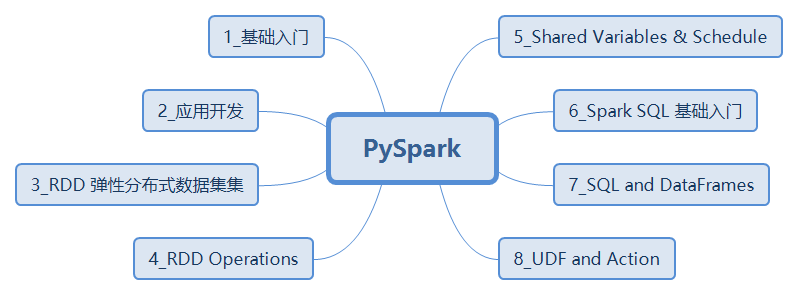 1_基础入门
2_应用开发
3_RDD 弹性分布式数据集集
4_RDD Operations
PySpark
5_Shared Variables & Schedule
6_Spark SQL 基础入门
7_SQL and DataFrames
8_UDF and Action